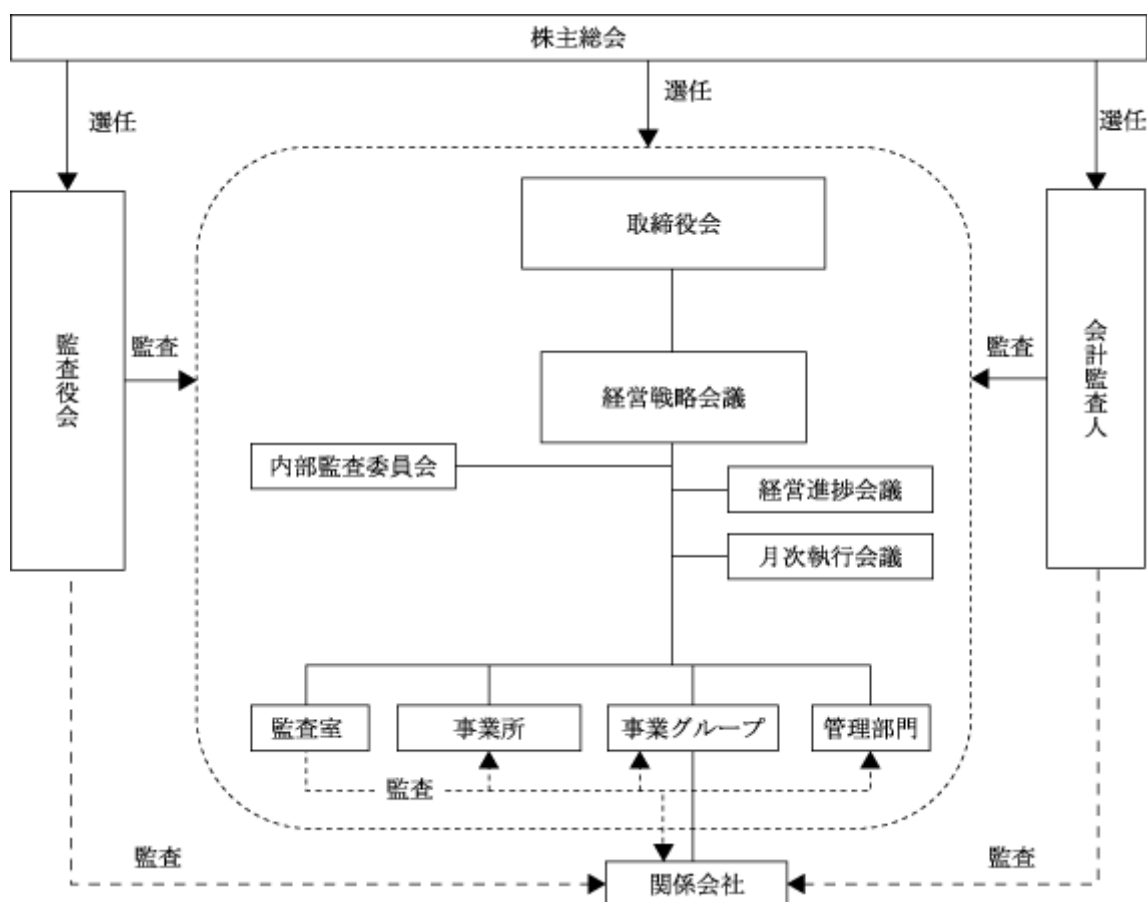 株主総会
選任
選任
選任
取締役会
監査役会
監査
監査
会計監査人
経営戦略会議
内部監査委員会
経営進捗会議
月次執行会議
監査室
事業所
事業グループ
管理部門
監査
監査
監査
関係会社